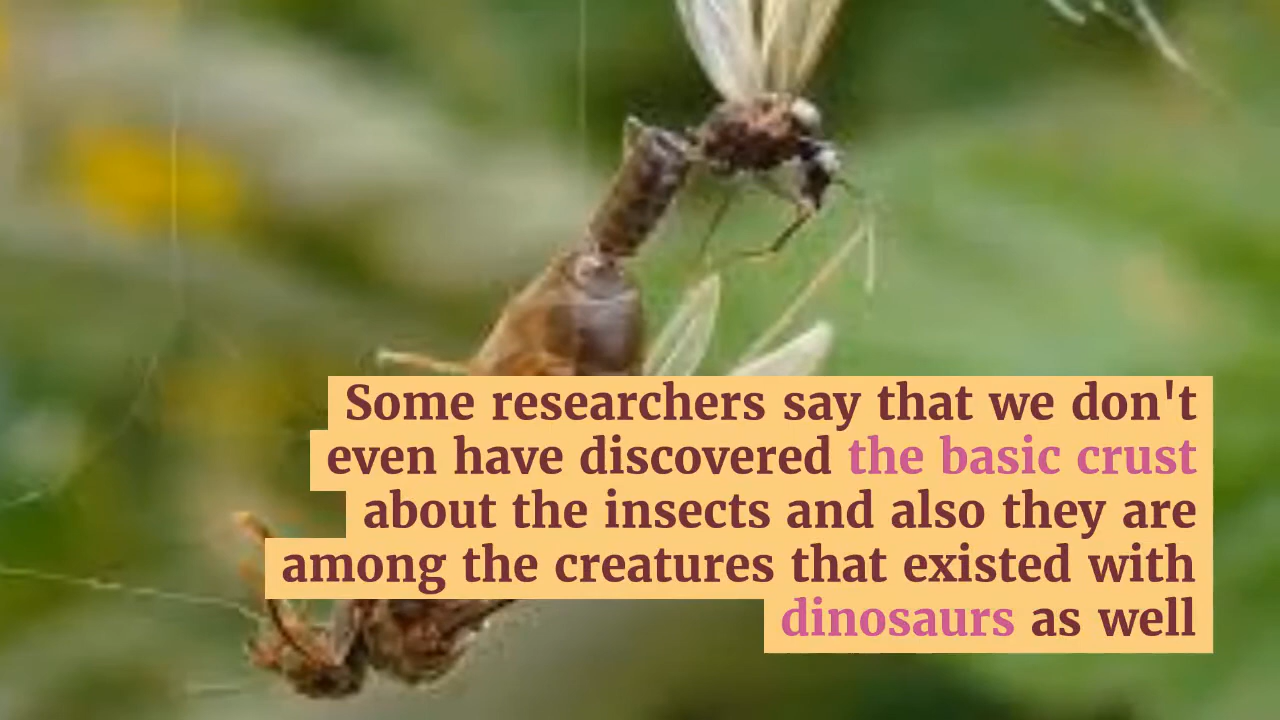 Some researchers say that we don't
even have discovered the basic crust
about the insects and also they are
among the creatures that existed with
dinosaurs as well